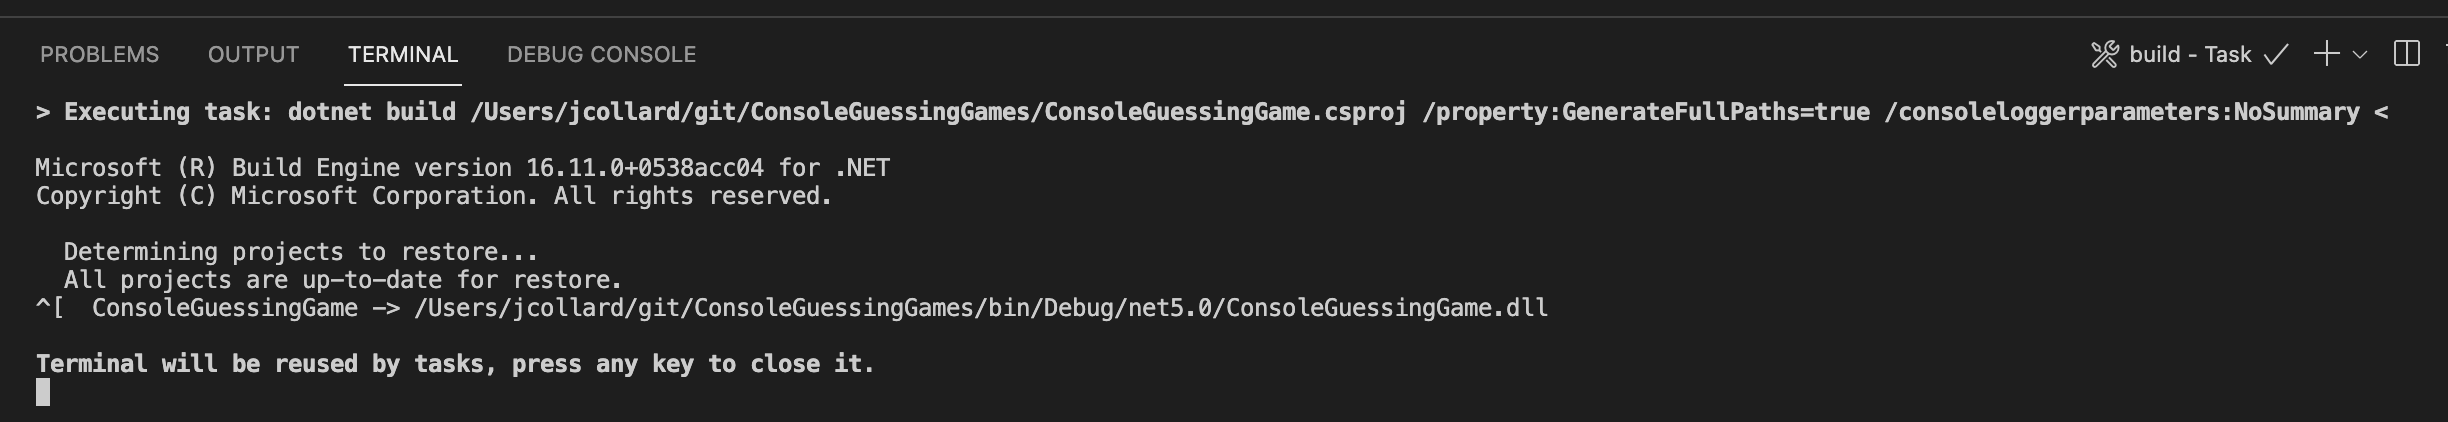 PROBLEMS OUTPUT TERMINAL DEBUG CONSOLE build - Task
> Executing task: dotnet build /Users/jcollard/git/ConsoleGuessingGames/ConsoleGuessingGame.csproj /property:GenerateFullPaths=true /consoleloggerparameters:NoSummary <
Microsoft (R) Build Engine version 16.11.0+0538acc04 for .NET
Copyright (C) Microsoft Corporation. All rights reserved.
Determining projects to restore...
All projects are up-to-date for restore.
^[  ConsoleGuessingGame -> /Users/jcollard/git/ConsoleGuessingGames/bin/Debug/net5.0/ConsoleGuessingGame.dll
Terminal will be reused by tasks, press any key to close it.